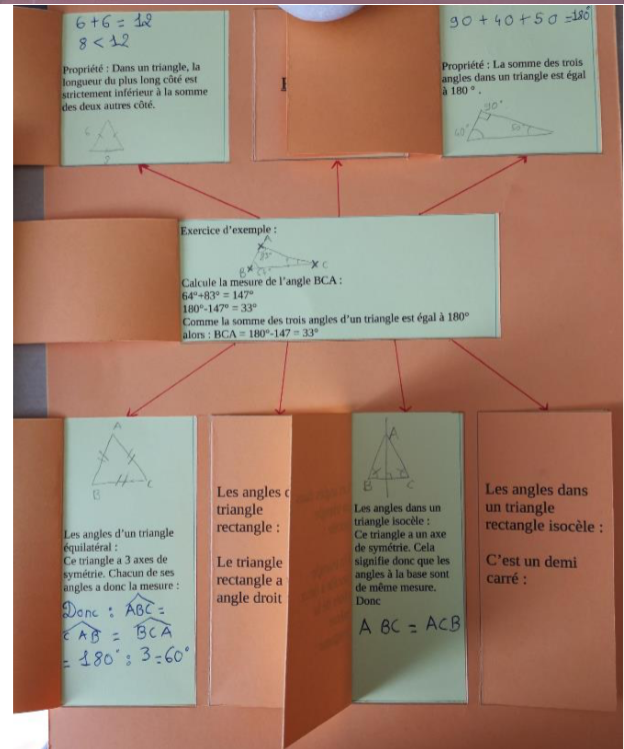 6+6 = 12
8 < 12
Propriété : Dans un triangle, la
longueur du plus long côté est
strictement inférieur à la somme
des deux autres côté.
6
90 + 40 + 50 = 180
Propriété : La somme des trois
angles dans un triangle est égal
à 180 ° .
90°
50°
Exercice d'exemple :
A
83°
B
C
Calcule la mesure de l'angle BCA :
64°+83° = 147°
180°-147° = 33°
Comme la somme des trois angles d'un triangle est égal à 180°
alors : BCA = 180°-147 = 33°
A
B
C
Les angles d'un triangle
équilatéral :
Ce triangle a 3 axes de
symétrie. Chacun de ses
angles a donc la mesure :
Donc : ABC =
CAB = BCA
= 180° : 3 = 60°
Les angles
triangle
rectangle :
Le triangle
rectangle a
angle droit
A
B
C
Les angles dans un
triangle isocèle :
Ce triangle a un axe
de symétrie. Cela
signifie donc que les
angles à la base sont
de même mesure.
Donc
A BC = ACB
Les angles dans
un triangle
rectangle isocèle :
C'est un demi
carré :